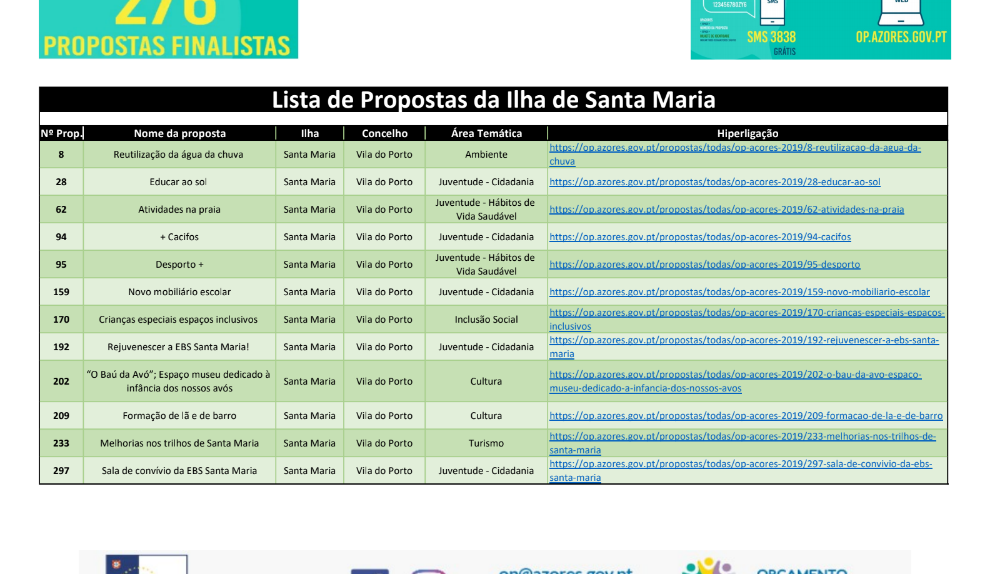 276
PROPOSTAS FINALISTAS
SMS
WEB
SMS 3838
GRÁTIS
OP.AZORES.GOV.PT
Lista de Propostas da Ilha de Santa Maria
Nº Prop. Nome da proposta Ilha Concelho Área Temática Hiperligação
8 Reutilização da água da chuva Santa Maria Vila do Porto Ambiente https://op.azores.gov.pt/propostas/todas/op-acores-2019/8-reutilizacao-da-agua-da-
chuva
28 Educar ao sol Santa Maria Vila do Porto Juventude - Cidadania https://op.azores.gov.pt/propostas/todas/op-acores-2019/28-educar-ao-sol
62 Atividades na praia Santa Maria Vila do Porto Juventude - Hábitos de
Vida Saudável https://op.azores.gov.pt/propostas/todas/op-acores-2019/62-atividades-na-praia
94 + Cacifos Santa Maria Vila do Porto Juventude - Cidadania https://op.azores.gov.pt/propostas/todas/op-acores-2019/94-cacifos
95 Desporto + Santa Maria Vila do Porto Juventude - Hábitos de
Vida Saudável https://op.azores.gov.pt/propostas/todas/op-acores-2019/95-desporto
159 Novo mobiliário escolar Santa Maria Vila do Porto Juventude - Cidadania https://op.azores.gov.pt/propostas/todas/op-acores-2019/159-novo-mobiliario-escolar
170 Crianças especiais espaços inclusivos Santa Maria Vila do Porto Inclusão Social https://op.azores.gov.pt/propostas/todas/op-acores-2019/170-criancas-especiais-espacos-
inclusivos
192 Rejuvenescer a EBS Santa Maria! Santa Maria Vila do Porto Juventude - Cidadania https://op.azores.gov.pt/propostas/todas/op-acores-2019/192-rejuvenescer-a-ebs-santa-
maria
202 “O Baú da Avó”; Espaço museu dedicado à
infância dos nossos avós Santa Maria Vila do Porto Cultura https://op.azores.gov.pt/propostas/todas/op-acores-2019/202-o-bau-da-avo-espaco-
museu-dedicado-a-infancia-dos-nossos-avos
209 Formação de lã e de barro Santa Maria Vila do Porto Cultura https://op.azores.gov.pt/propostas/todas/op-acores-2019/209-formacao-de-la-e-de-barro
233 Melhorias nos trilhos de Santa Maria Santa Maria Vila do Porto Turismo https://op.azores.gov.pt/propostas/todas/op-acores-2019/233-melhorias-nos-trilhos-de-
santa-maria
297 Sala de convívio da EBS Santa Maria Santa Maria Vila do Porto Juventude - Cidadania https://op.azores.gov.pt/propostas/todas/op-acores-2019/297-sala-de-convivio-da-ebs-
santa-maria
op@azores.gov.pt
ORÇAMENTO